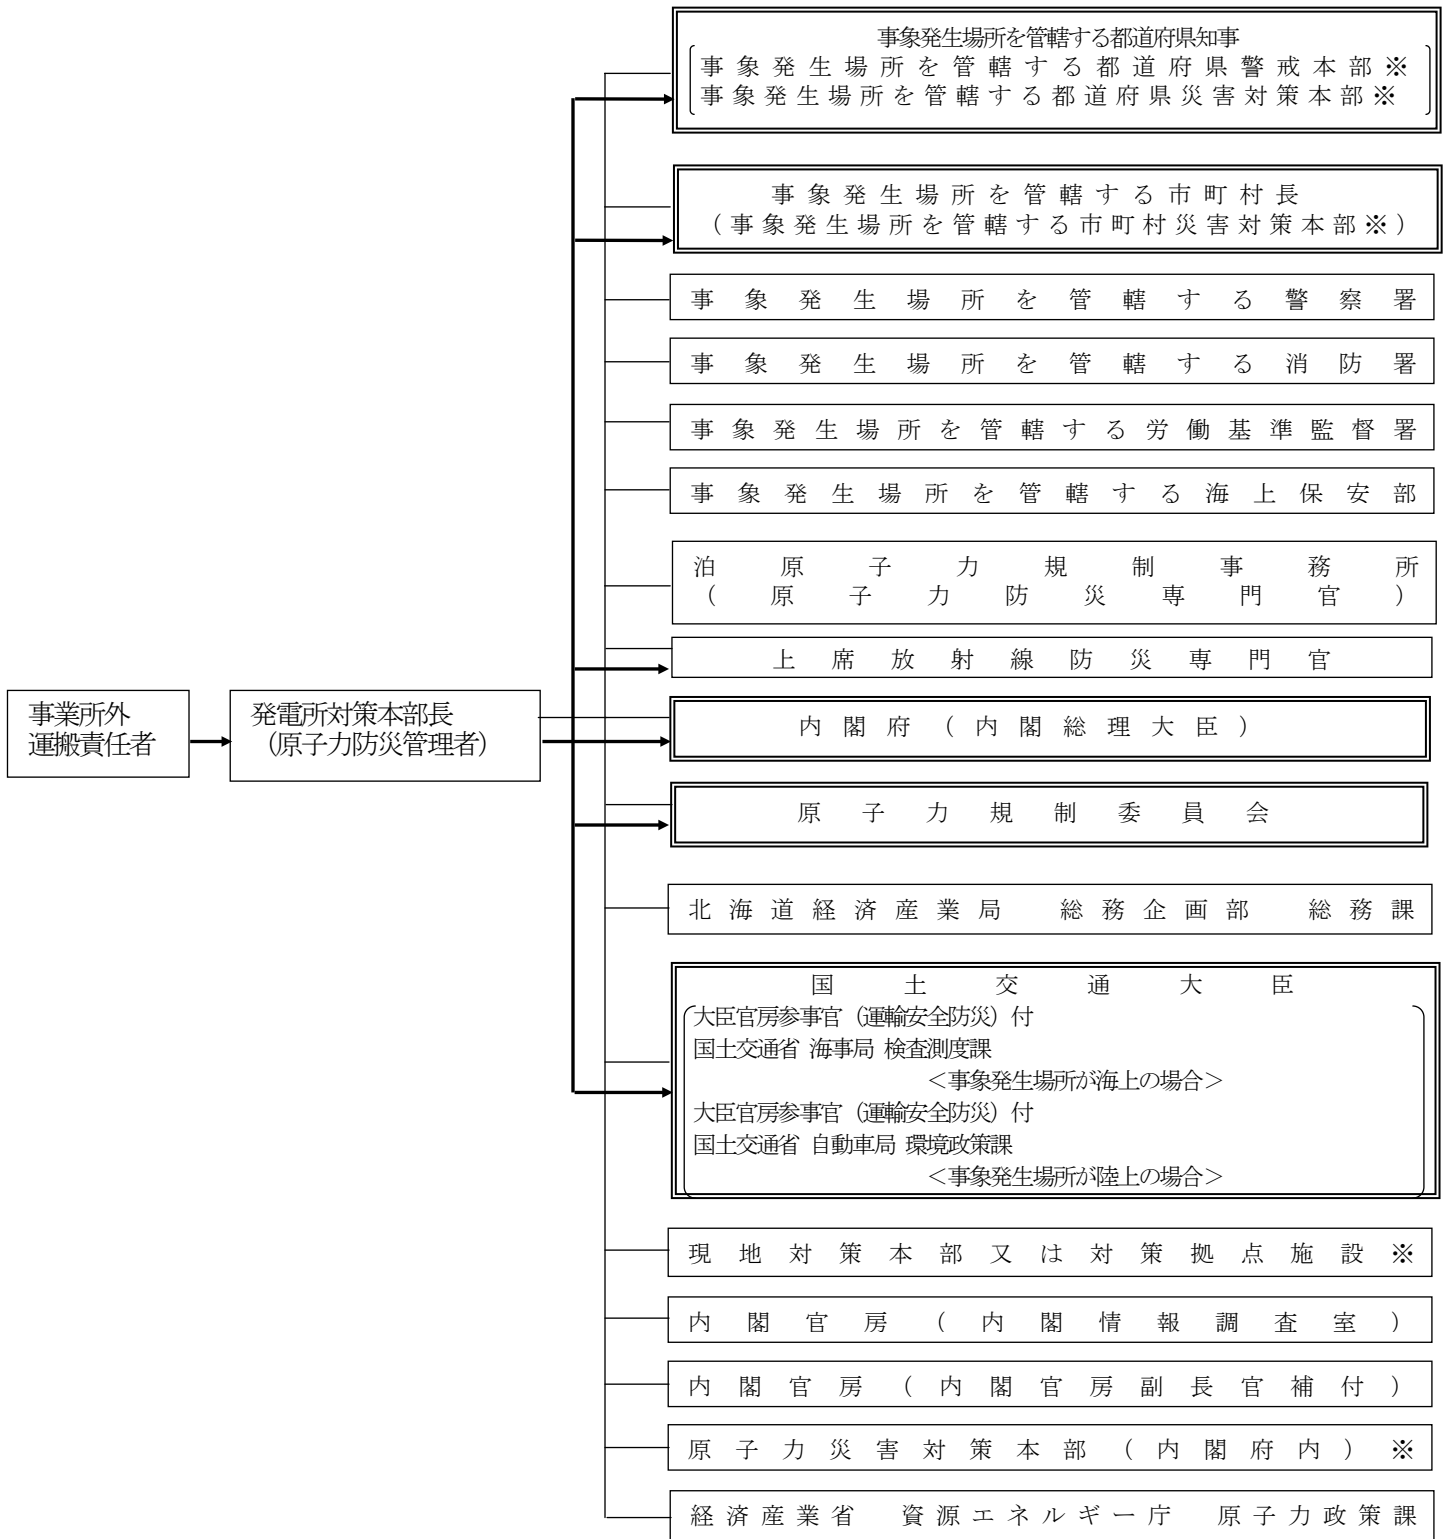 事象発生場所を管轄する都道府県知事
事象発生場所を管轄する都道府県警戒本部※
事象発生場所を管轄する都道府県災害対策本部※
事象発生場所を管轄する市町村長
（事象発生場所を管轄する市町村災害対策本部※）
事象発生場所を管轄する警察署
事象発生場所を管轄する消防署
事象発生場所を管轄する労働基準監督署
事象発生場所を管轄する海上保安部
泊原子力規制事務所
（原子力防災専門官）
上席放射線防災専門官
事業所外
運搬責任者
発電所対策本部長
（原子力防災管理者）
内閣府（内閣総理大臣）
原子力規制委員会
北海道経済産業局　総務企画部　総務課
国土交通大臣
大臣官房参事官（運輸安全防災）付
国土交通省 海事局 検査測度課
＜事象発生場所が海上の場合＞
大臣官房参事官（運輸安全防災）付
国土交通省 自動車局 環境政策課
＜事象発生場所が陸上の場合＞
現地対策本部又は対策拠点施設※
内閣官房（内閣情報調査室）
内閣官房（内閣官房副長官補付）
原子力災害対策本部（内閣府内）※
経済産業省　資源エネルギー庁　原子力政策課